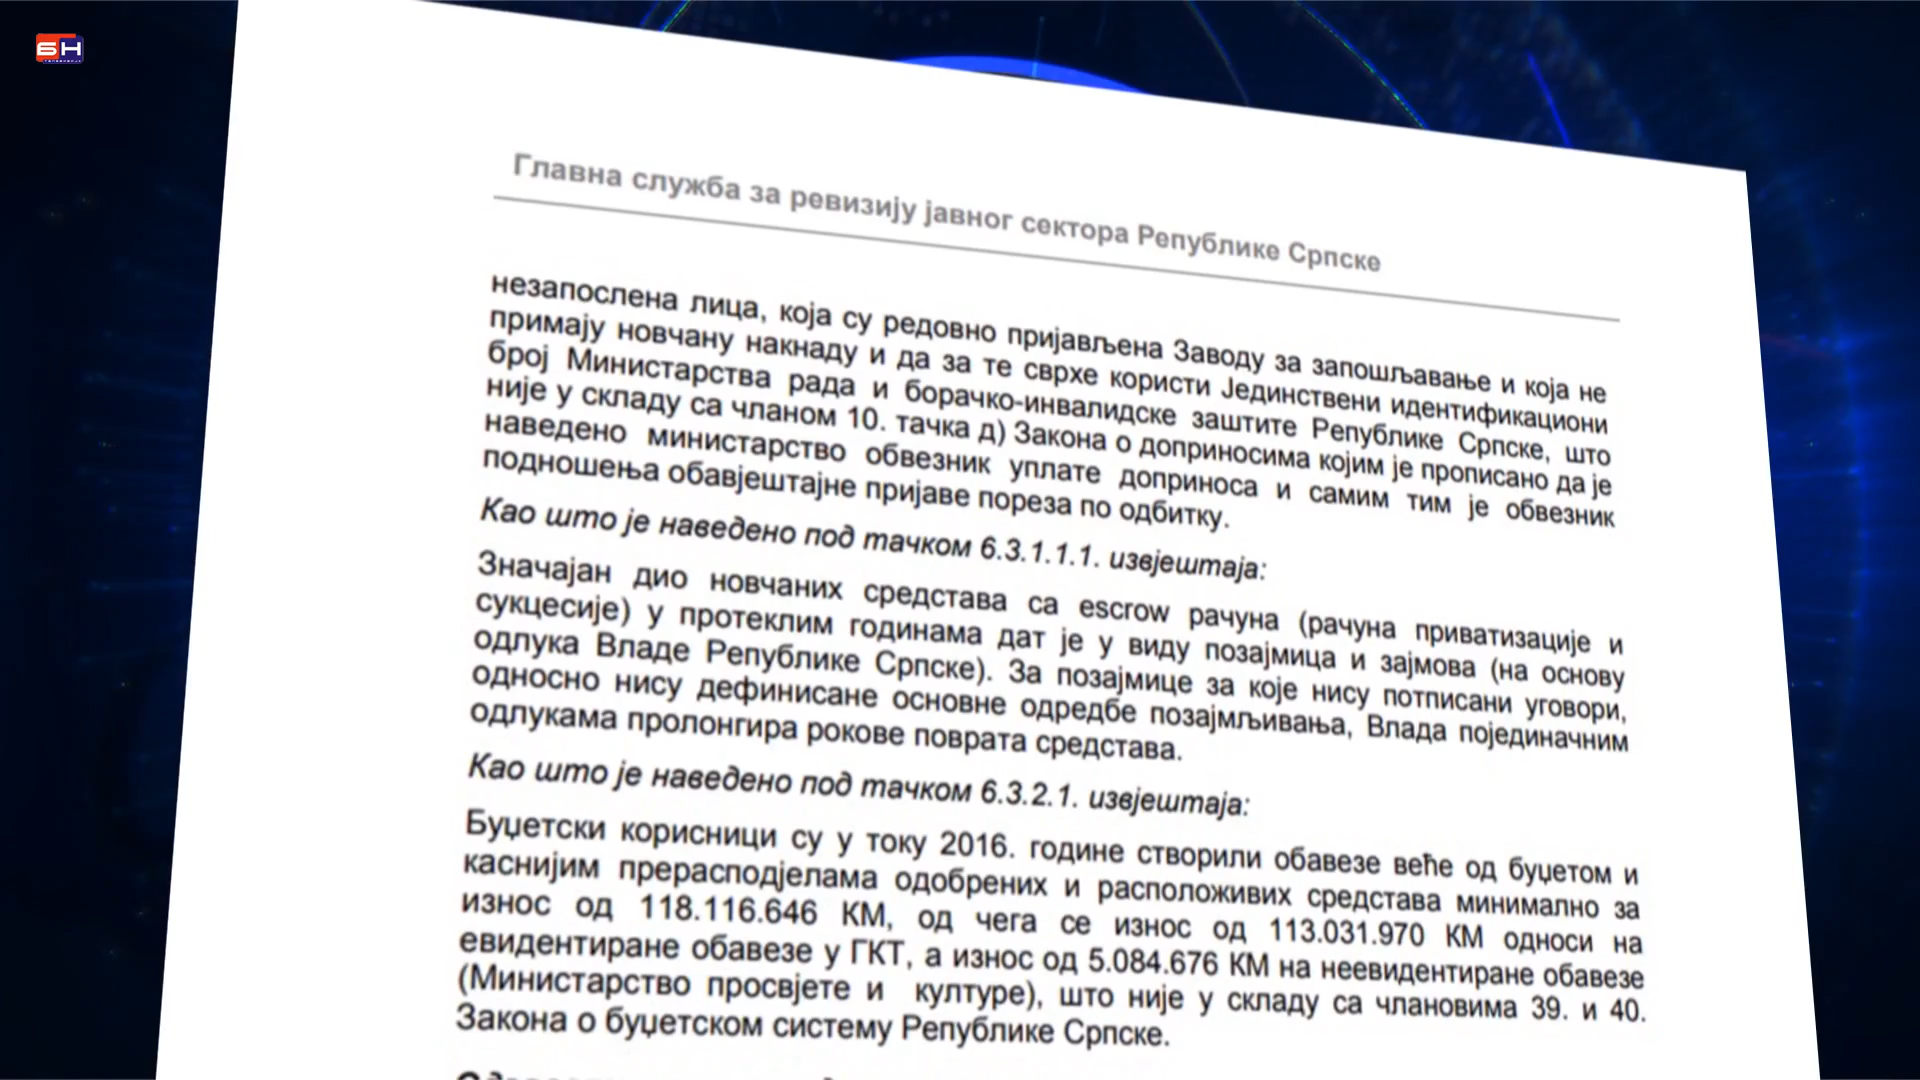 БН
ТЕЛЕВИЗИЈА
Главна служба за ревизију јавног сектора Републике Српске
незапослена лица, која су редовно пријављена Заводу за запошљавање и која не
примају новчану накнаду и да за те сврхе користи Јединствени идентификациони
број Министарства рада и борачко-инвалидске заштите Републике Српске, што
није у складу са чланом 10. тачка д) Закона о доприносима којим је прописано да је
наведено министарство обвезник уплате доприноса и самим тим је обвезник
подношења обавјештајне пријаве пореза по одбитку.
Као што је наведено под тачком 6.3.1.1.1. извјештаја:
Значајан дио новчаних средстава са escrow рачуна (рачуна приватизације и
сукцесије) у протеклим годинама дат је у виду позајмица и зајмова (на основу
одлука Владе Републике Српске). За позајмице за које нису потписани уговори,
односно нису дефинисане основне одредбе позајмљивања, Влада појединачним
одлукама пролонгира рокове поврата средстава.
Као што је наведено под тачком 6.3.2.1. извјештаја:
Буџетски корисници су у току 2016. године створили обавезе веће од буџетом и
каснијим прерасподјелама одобрених и расположивих средстава минимално за
износ од 118.116.646 КМ, од чега се износ од 113.031.970 КМ односи на
евидентиране обавезе у ГКТ, а износ од 5.084.676 КМ на неевидентиране обавезе
(Министарство просвјете и културе), што није у складу са члановима 39. и 40.
Закона о буџетском систему Републике Српске.